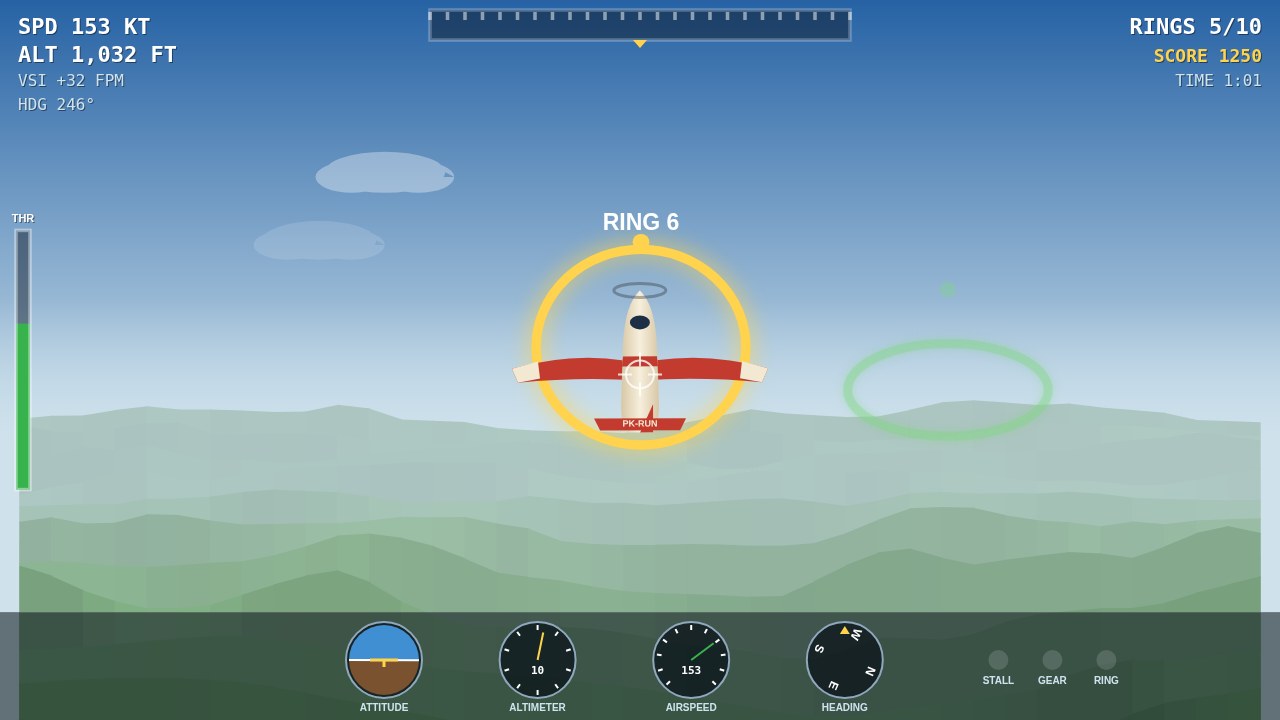 SPD 153 KT
ALT 1,032 FT
VSI +32 FPM
HDG 246°
RINGS 5/10
SCORE 1250
TIME 1:01
THR
RING 6
PK-RUN
10
153
N
E
S
W
ATTITUDE
ALTIMETER
AIRSPEED
HEADING
STALL
GEAR
RING